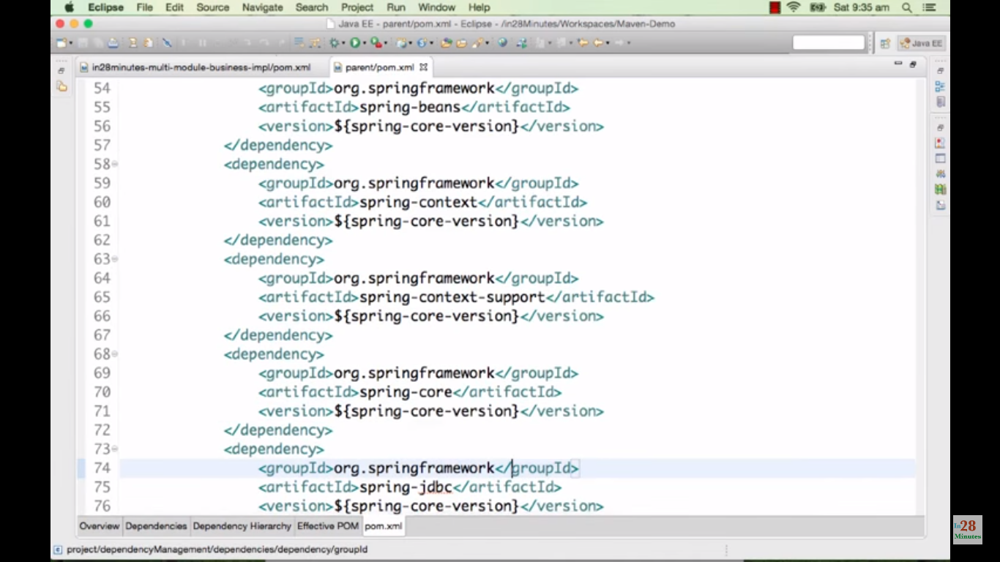 Eclipse File Edit Source Navigate Search Project Run Window Help Sat 9:35 am
Java EE - parent/pom.xml - Eclipse - /in28Minutes/Workspaces/Maven-Demo
Java EE
in28minutes-multi-module-business-impl/pom.xml parent/pom.xml
54 <groupId>org.springframework</groupId>
55 <artifactId>spring-beans</artifactId>
56 <version>${spring-core-version}</version>
57 </dependency>
58 <dependency>
59 <groupId>org.springframework</groupId>
60 <artifactId>spring-context</artifactId>
61 <version>${spring-core-version}</version>
62 </dependency>
63 <dependency>
64 <groupId>org.springframework</groupId>
65 <artifactId>spring-context-support</artifactId>
66 <version>${spring-core-version}</version>
67 </dependency>
68 <dependency>
69 <groupId>org.springframework</groupId>
70 <artifactId>spring-core</artifactId>
71 <version>${spring-core-version}</version>
72 </dependency>
73 <dependency>
74 <groupId>org.springframework</groupId>
75 <artifactId>spring-jdbc</artifactId>
76 <version>${spring-core-version}</version>
Overview Dependencies Dependency Hierarchy Effective POM pom.xml
project/dependencyManagement/dependencies/dependency/groupId
In28
Minutes